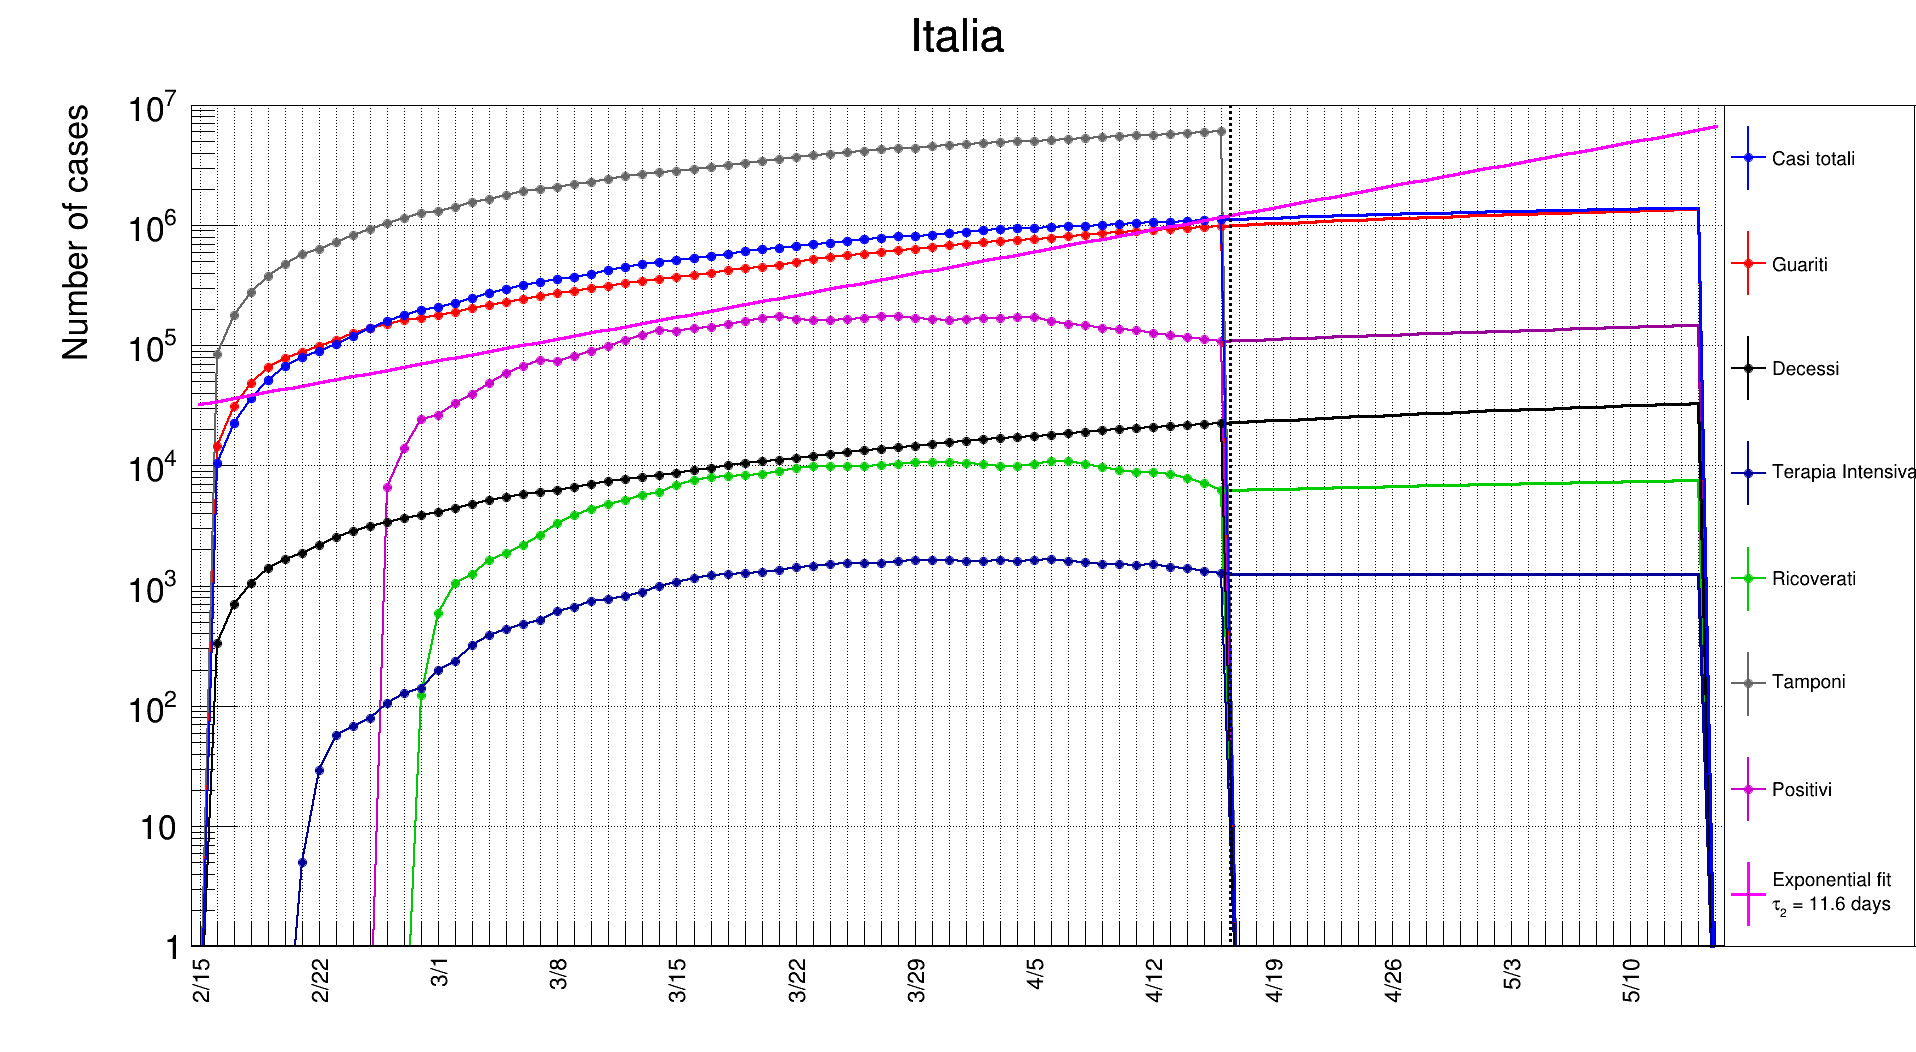 Italia
Number of cases
10^7
10^6
10^5
10^4
10^3
10^2
10
1
2/15
2/22
3/1
3/8
3/15
3/22
3/29
4/5
4/12
4/19
4/26
5/3
5/10
Casi totali
Guariti
Decessi
Terapia Intensiva
Ricoverati
Tamponi
Positivi
Exponential fit
τ₂ = 11.6 days